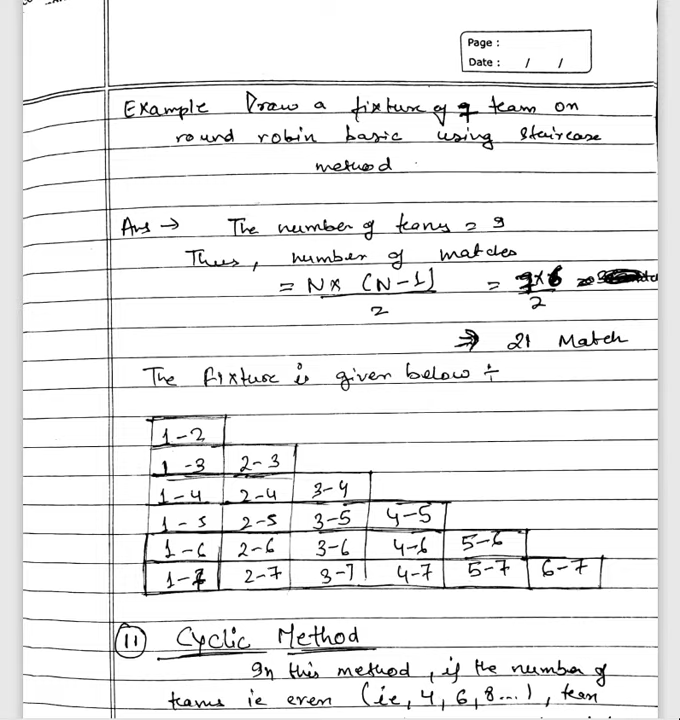 Page :
Date : / /
Example Draw a fixture of 7 team on
round robin basic using staircase
method
Ans → The number of teams = 9
Thus, number of matches
= N × (N-1) / 2 = 7×6 / 2 =
⇒ 21 Match
The fixture is given below ÷
1-2
1-3 2-3
1-4 2-4 3-4
1-5 2-5 3-5 4-5
1-6 2-6 3-6 4-6 5-6
1-7 2-7 3-7 4-7 5-7 6-7
(11) Cyclic Method
In this method, if the number of
teams ie even (ie, 4, 6, 8...), team